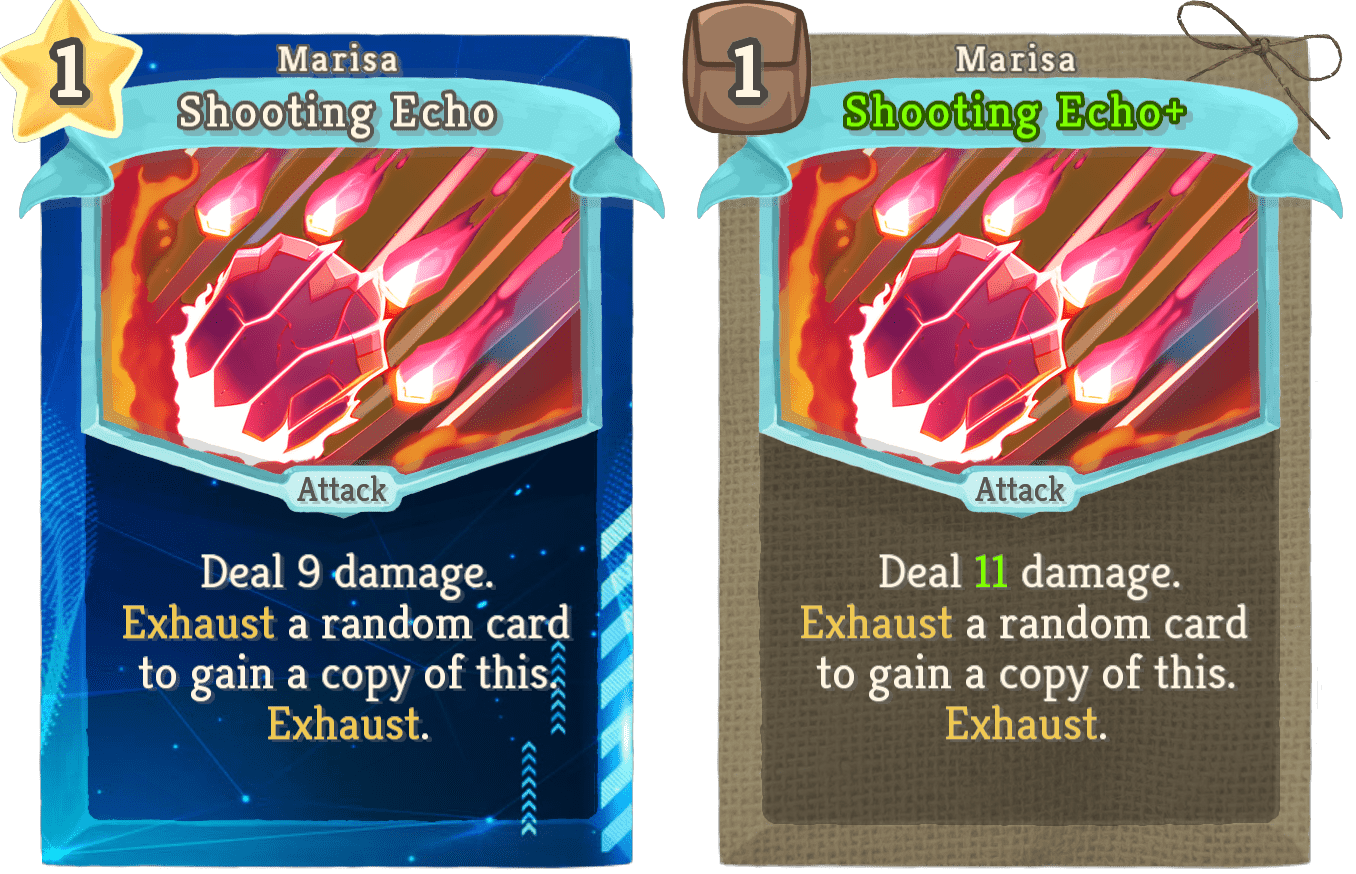 1
Marisa
Shooting Echo
Attack
Deal 9 damage.
Exhaust a random card
to gain a copy of this.
Exhaust.
1
Marisa
Shooting Echo+
Attack
Deal 11 damage.
Exhaust a random card
to gain a copy of this.
Exhaust.